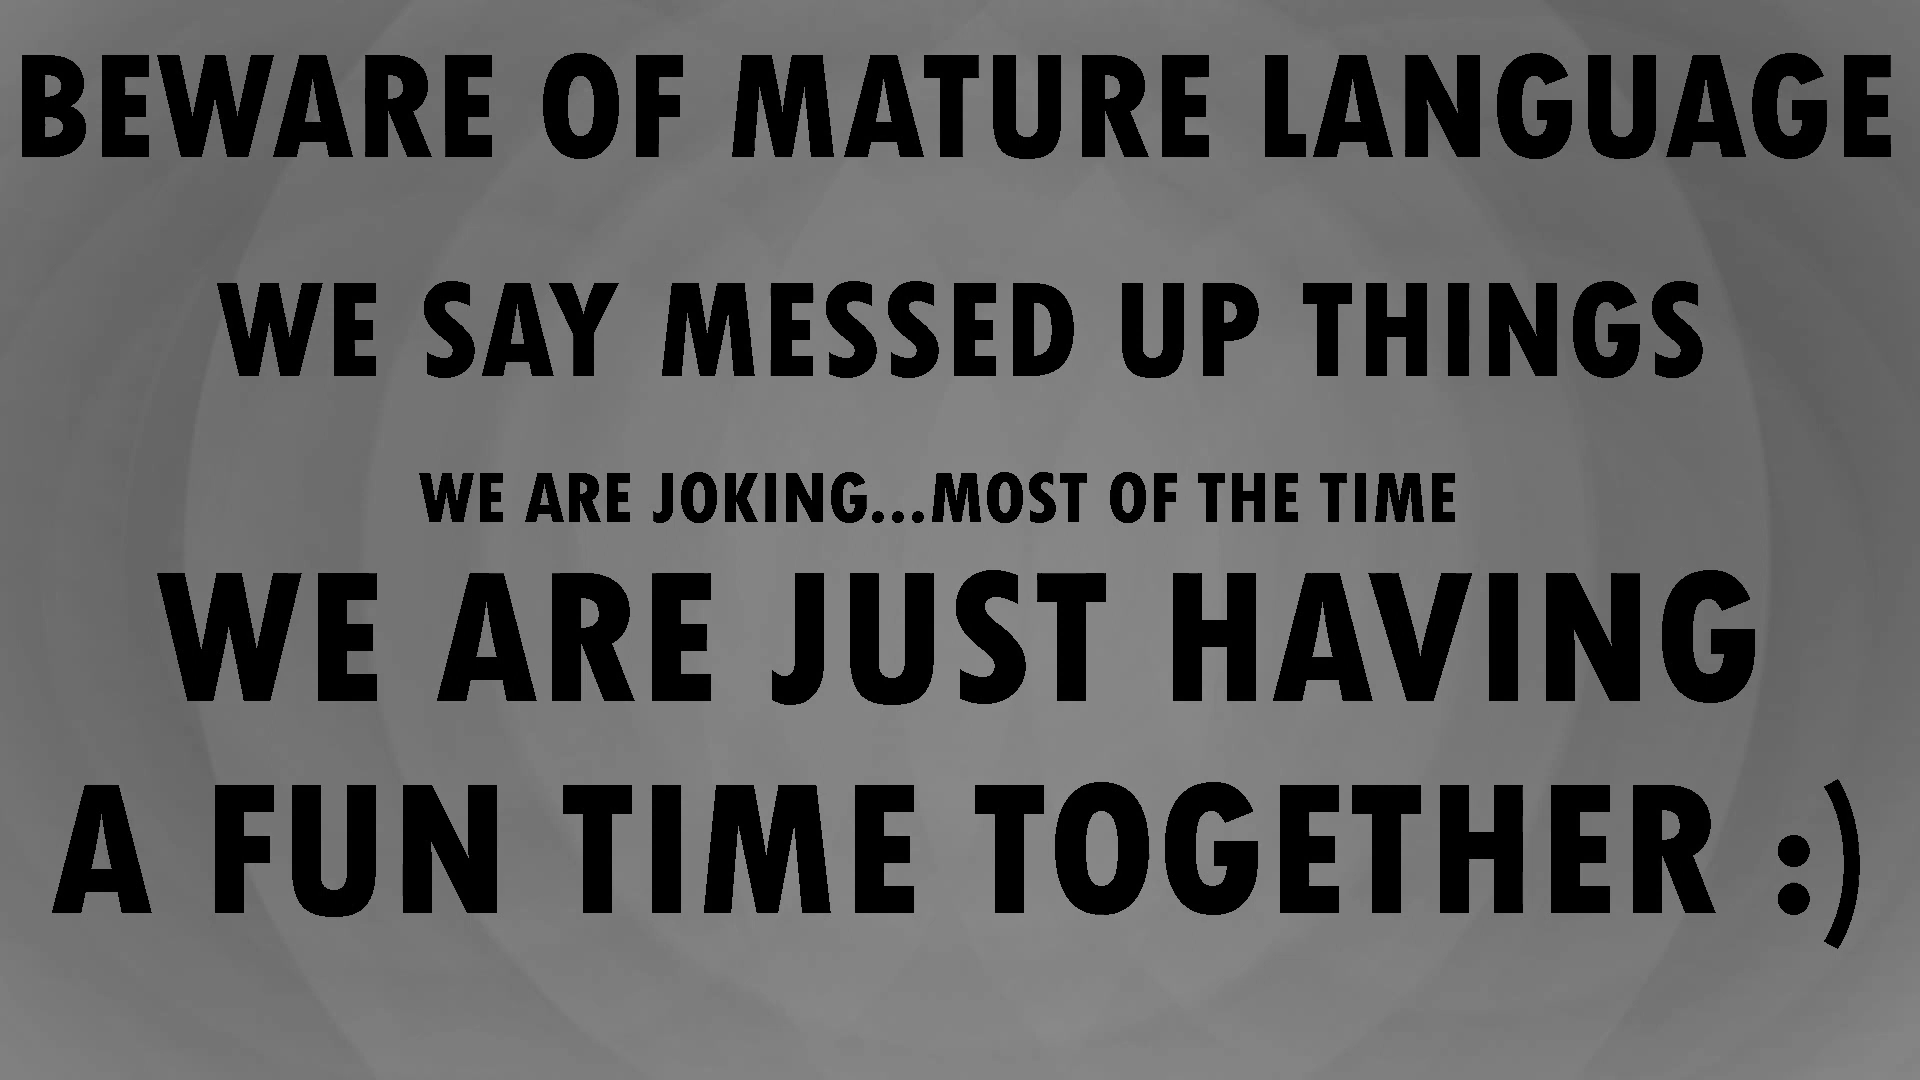 BEWARE OF MATURE LANGUAGE
WE SAY MESSED UP THINGS
WE ARE JOKING...MOST OF THE TIME
WE ARE JUST HAVING
A FUN TIME TOGETHER :)